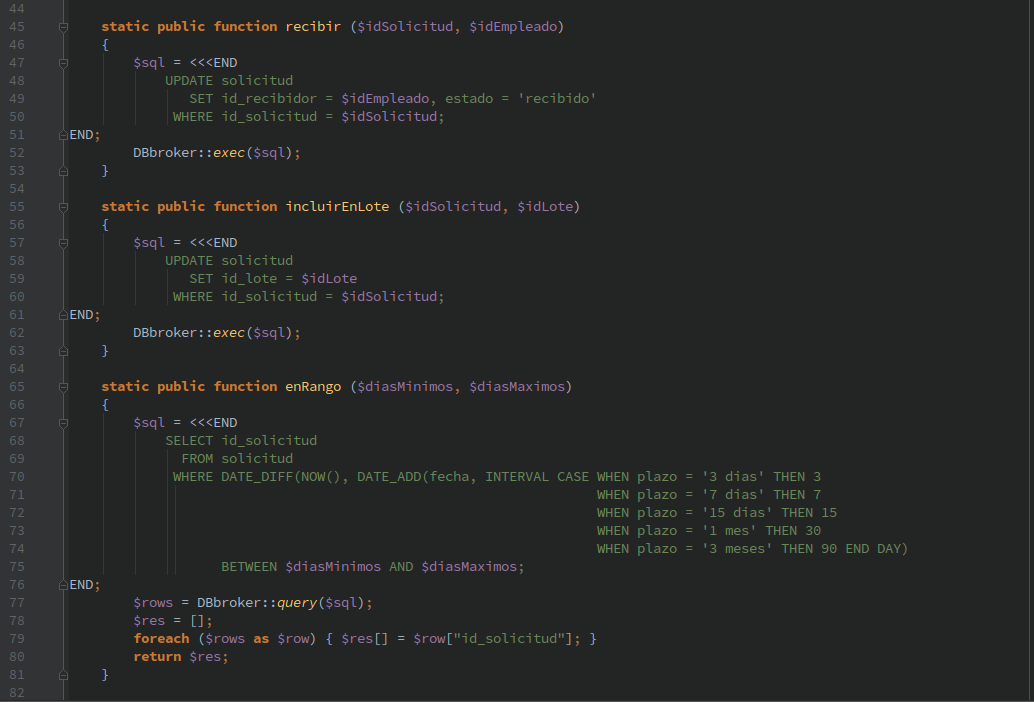 44
45 static public function recibir ($idSolicitud, $idEmpleado)
46 {
47 $sql = <<<END
48 UPDATE solicitud
49 SET id_recibidor = $idEmpleado, estado = 'recibido'
50 WHERE id_solicitud = $idSolicitud;
51 END;
52 DBbroker::exec($sql);
53 }
54
55 static public function incluirEnLote ($idSolicitud, $idLote)
56 {
57 $sql = <<<END
58 UPDATE solicitud
59 SET id_lote = $idLote
60 WHERE id_solicitud = $idSolicitud;
61 END;
62 DBbroker::exec($sql);
63 }
64
65 static public function enRango ($diasMinimos, $diasMaximos)
66 {
67 $sql = <<<END
68 SELECT id_solicitud
69 FROM solicitud
70 WHERE DATE_DIFF(NOW(), DATE_ADD(fecha, INTERVAL CASE WHEN plazo = '3 dias' THEN 3
71 WHEN plazo = '7 dias' THEN 7
72 WHEN plazo = '15 dias' THEN 15
73 WHEN plazo = '1 mes' THEN 30
74 WHEN plazo = '3 meses' THEN 90 END DAY)
75 BETWEEN $diasMinimos AND $diasMaximos;
76 END;
77 $rows = DBbroker::query($sql);
78 $res = [];
79 foreach ($rows as $row) { $res[] = $row["id_solicitud"]; }
80 return $res;
81 }
82